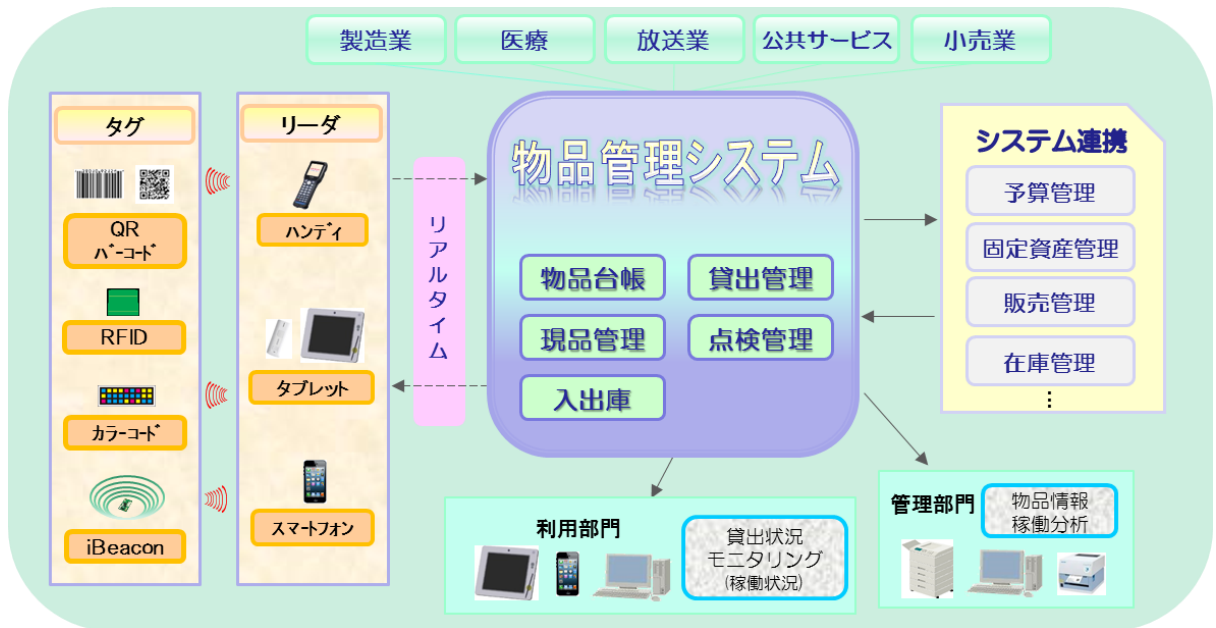 製造業
医療
放送業
公共サービス
小売業
タグ
QR
バーコード
RFID
カラーコード
iBeacon
リーダ
ハンディ
タブレット
スマートフォン
リアルタイム
物品管理システム
物品台帳
貸出管理
現品管理
点検管理
入出庫
システム連携
予算管理
固定資産管理
販売管理
在庫管理
⋮
利用部門
貸出状況
モニタリング
(稼働状況)
管理部門
物品情報
稼働分析